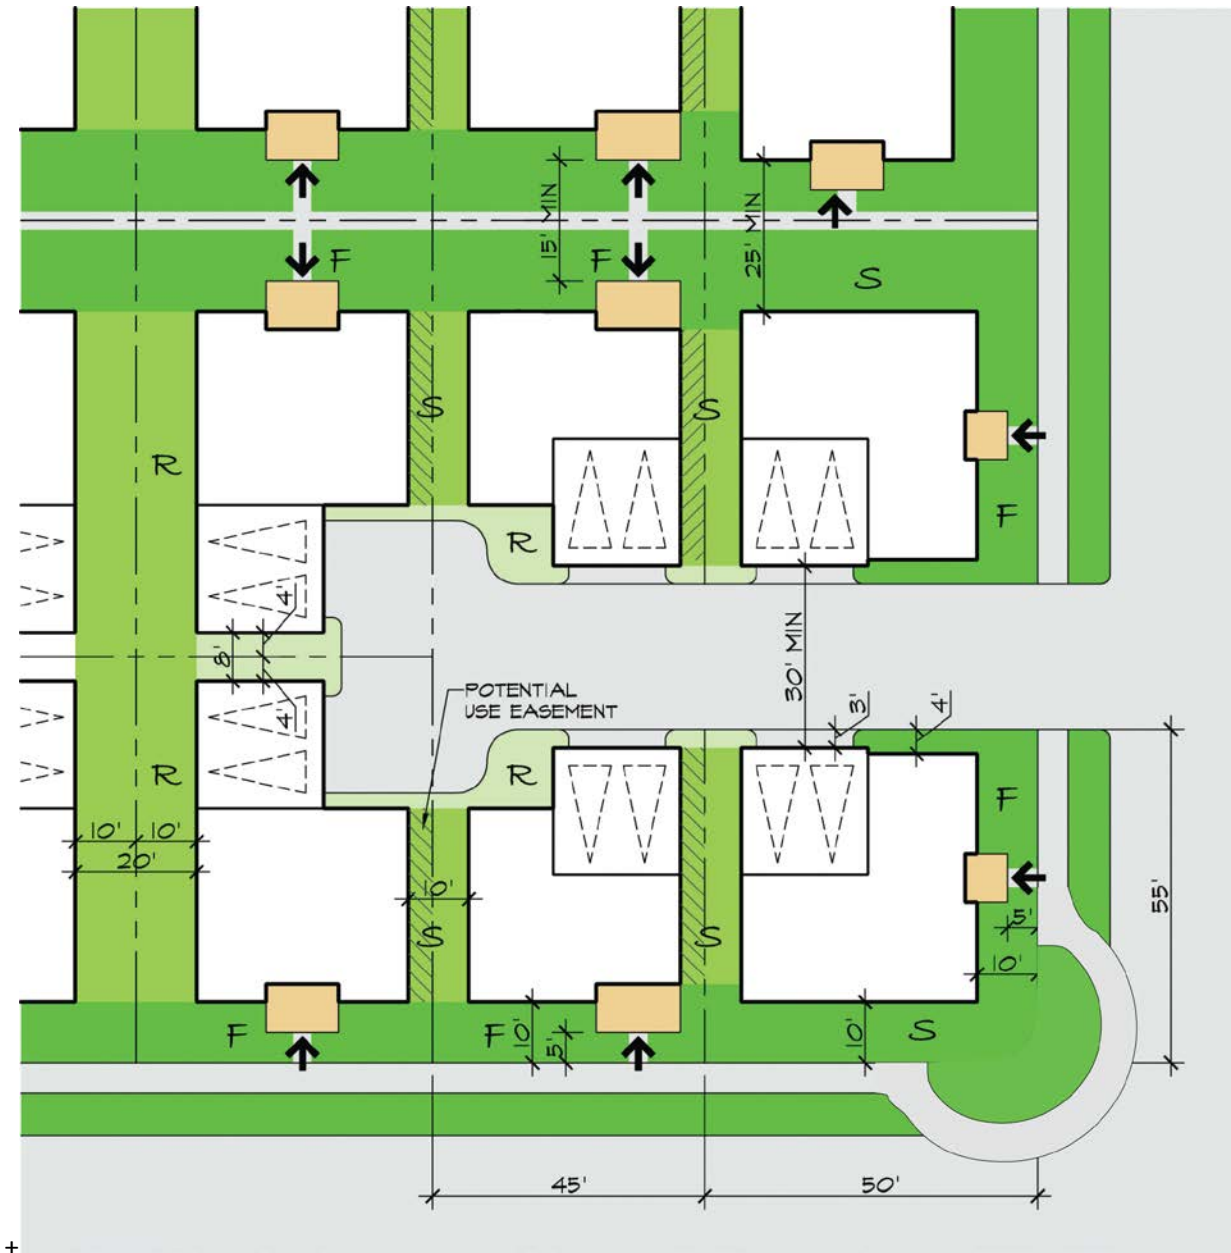 15' MIN
25' MIN
F
F
S
S
S
R
F
R
4'
8'
4'
30' MIN
POTENTIAL
USE EASEMENT
3'
4'
R
R
F
10'
10'
20'
10'
55'
5'
10'
S
S
F
F
10'
5'
10'
S
45'
50'
+